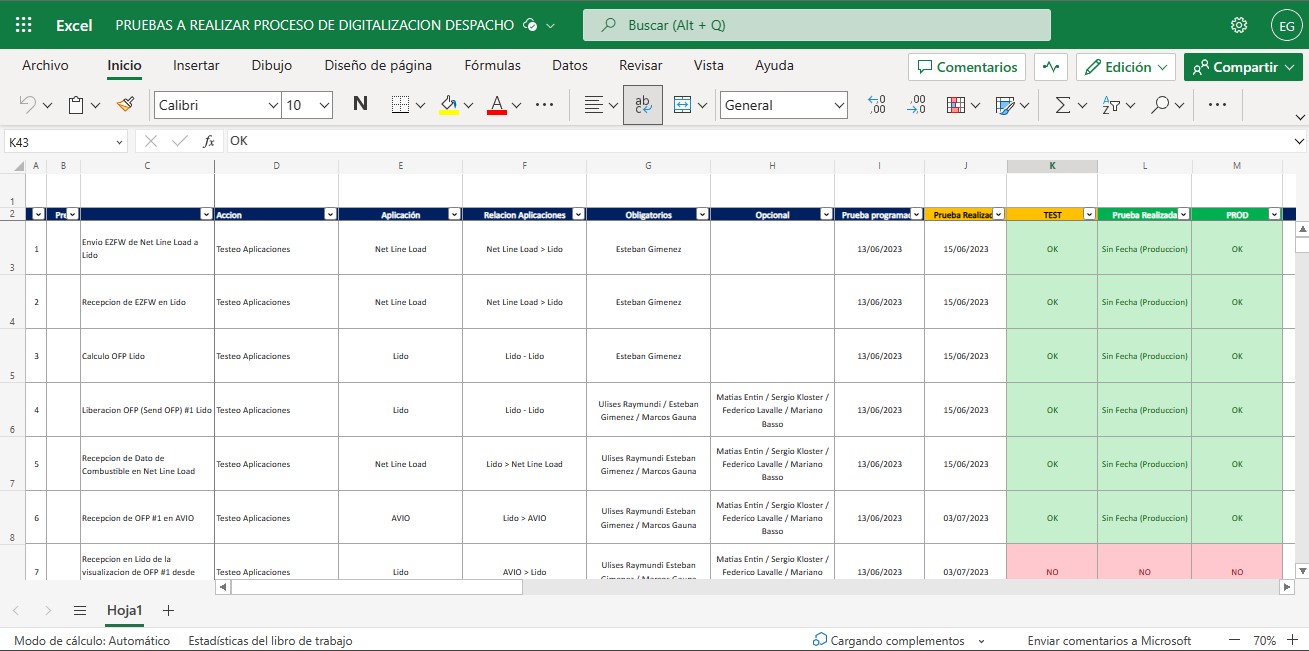 Excel PRUEBAS A REALIZAR PROCESO DE DIGITALIZACION DESPACHO Buscar (Alt + Q) EG
Archivo Inicio Insertar Dibujo Diseño de página Fórmulas Datos Revisar Vista Ayuda Comentarios Edición Compartir
Calibri 10 N A ab c General 0 ,00 ,00 0
K43 fx OK
A B C D E F G H I J K L M
1
2 Pre Accion Aplicación Relacion Aplicaciones Obligatorios Opcional Prueba programad Prueba Realizad TEST Prueba Realizada PROD
3 1 Envio EZFW de Net Line Load a Lido Testeo Aplicaciones Net Line Load Net Line Load > Lido Esteban Gimenez 13/06/2023 15/06/2023 OK Sin Fecha (Produccion) OK
4 2 Recepcion de EZFW en Lido Testeo Aplicaciones Net Line Load Net Line Load > Lido Esteban Gimenez 13/06/2023 15/06/2023 OK Sin Fecha (Produccion) OK
5 3 Calculo OFP Lido Testeo Aplicaciones Lido Lido - Lido Esteban Gimenez 13/06/2023 15/06/2023 OK Sin Fecha (Produccion) OK
6 4 Liberacion OFP (Send OFP) #1 Lido Testeo Aplicaciones Lido Lido - Lido Ulises Raymundi / Esteban Gimenez / Marcos Gauna Matias Entin / Sergio Kloster / Federico Lavalle / Mariano Basso 13/06/2023 15/06/2023 OK Sin Fecha (Produccion) OK
7 5 Recepcion de Dato de Combustible en Net Line Load Testeo Aplicaciones Net Line Load Lido > Net Line Load Ulises Raymundi Esteban Gimenez / Marcos Gauna Matias Entin / Sergio Kloster / Federico Lavalle / Mariano Basso 13/06/2023 15/06/2023 OK Sin Fecha (Produccion) OK
8 6 Recepcion de OFP #1 en AVIO Testeo Aplicaciones AVIO Lido > AVIO Ulises Raymundi Esteban Gimenez / Marcos Gauna Matias Entin / Sergio Kloster / Federico Lavalle / Mariano Basso 13/06/2023 03/07/2023 OK Sin Fecha (Produccion) OK
7 Recepcion en Lido de la visualizacion de OFP #1 desde Testeo Aplicaciones Lido AVIO > Lido Ulises Raymundi Esteban Gimenez / Marcos Gauna Matias Entin / Sergio Kloster / Federico Lavalle / Mariano 13/06/2023 03/07/2023 NO NO NO
Hoja1
Modo de cálculo: Automático Estadísticas del libro de trabajo Cargando complementos Enviar comentarios a Microsoft 70%